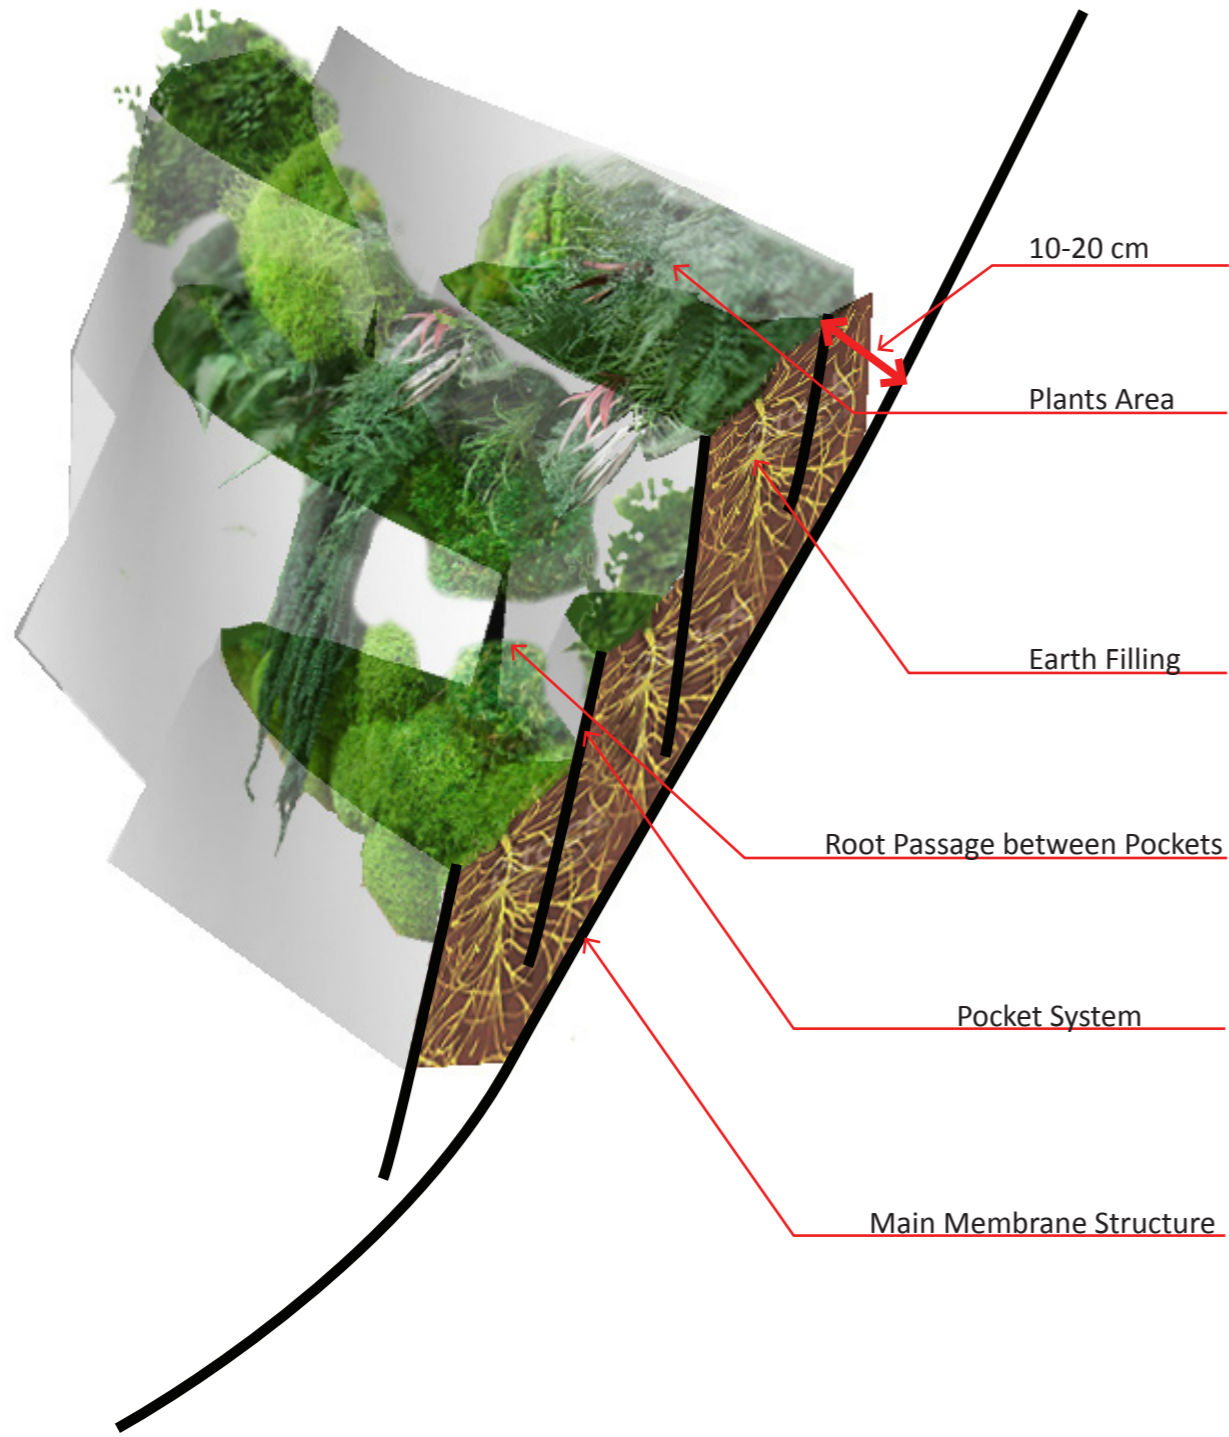 10-20 cm
Plants Area
Earth Filling
Root Passage between Pockets
Pocket System
Main Membrane Structure